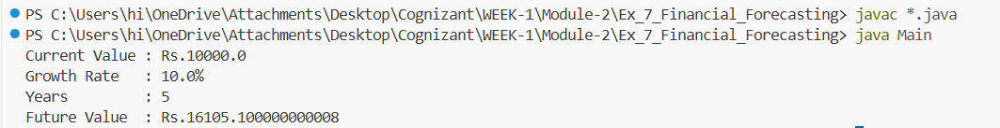 PS C:\Users\hi\OneDrive\Attachments\Desktop\Cognizant\WEEK-1\Module-2\Ex_7_Financial_Forecasting> javac *.java
PS C:\Users\hi\OneDrive\Attachments\Desktop\Cognizant\WEEK-1\Module-2\Ex_7_Financial_Forecasting> java Main
Current Value : Rs.10000.0
Growth Rate   : 10.0%
Years         : 5
Future Value  : Rs.16105.100000000008